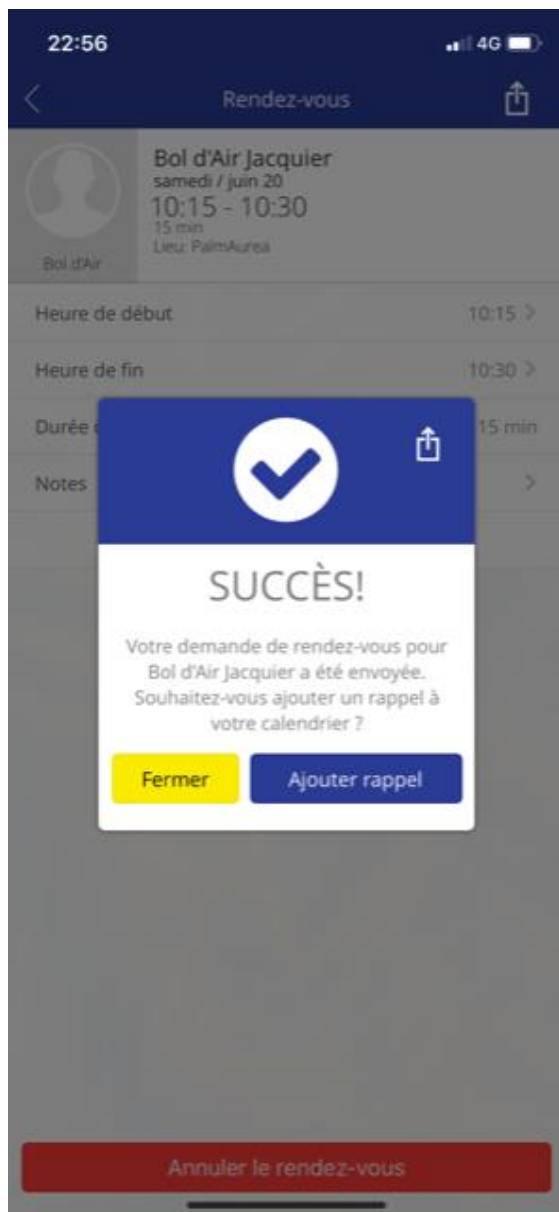 22:56
4G
Rendez-vous
Bol d'Air Jacquier
samedi / juin 20
10:15 - 10:30
15 min
Lieu: PalmAurea
Bol d'Air
Heure de début 10:15
Heure de fin 10:30
Durée 15 min
Notes
SUCCÈS!
Votre demande de rendez-vous pour
Bol d'Air Jacquier a été envoyée.
Souhaitez-vous ajouter un rappel à
votre calendrier ?
Fermer Ajouter rappel
Annuler le rendez-vous